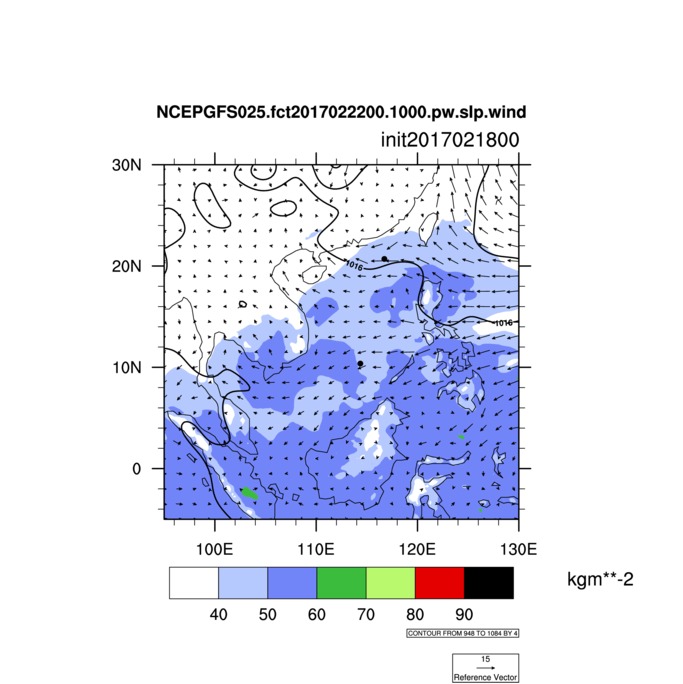 NCEPGFS025.fct2017022200.1000.pw.slp.wind
init2017021800
30N
20N
10N
0
1016
1016
100E
110E
120E
130E
kgm**-2
40
50
60
70
80
90
CONTOUR FROM 948 TO 1084 BY 4
15
Reference Vector